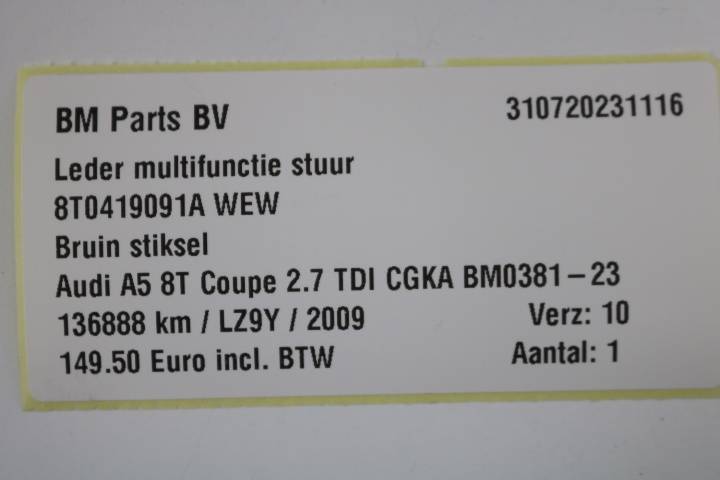 BM Parts BV 310720231116
Leder multifunctie stuur
8T0419091A WEW
Bruin stiksel
Audi A5 8T Coupe 2.7 TDI CGKA BM0381-23
136888 km / LZ9Y / 2009 Verz: 10
149.50 Euro incl. BTW Aantal: 1